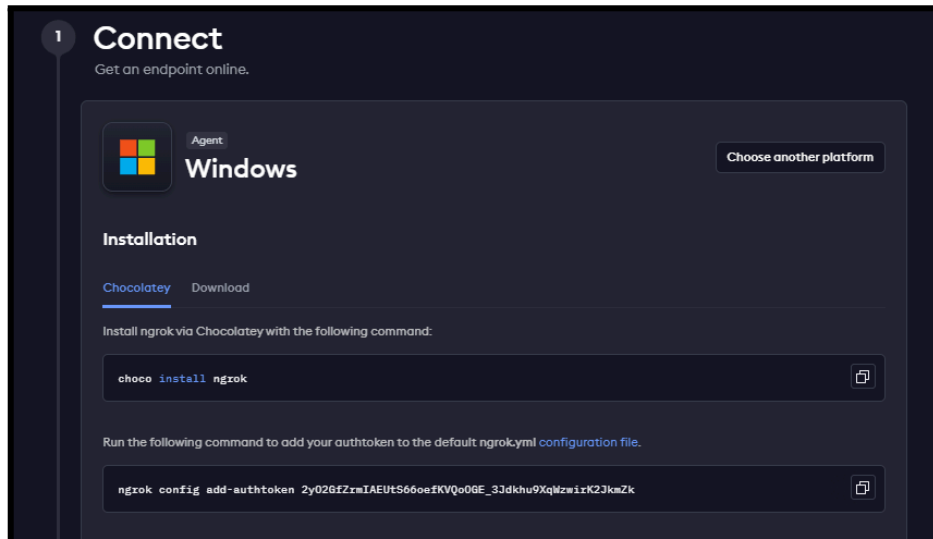 1
Connect
Get an endpoint online.
Agent
Windows
Choose another platform
Installation
Chocolatey Download
Install ngrok via Chocolatey with the following command:
choco install ngrok
Run the following command to add your authtoken to the default ngrok.yml configuration file.
ngrok config add-authtoken 2yO2GfZrmIAEUtS66oefKVQoOGE_3Jdkhu9XqWzwirK2JkmZk